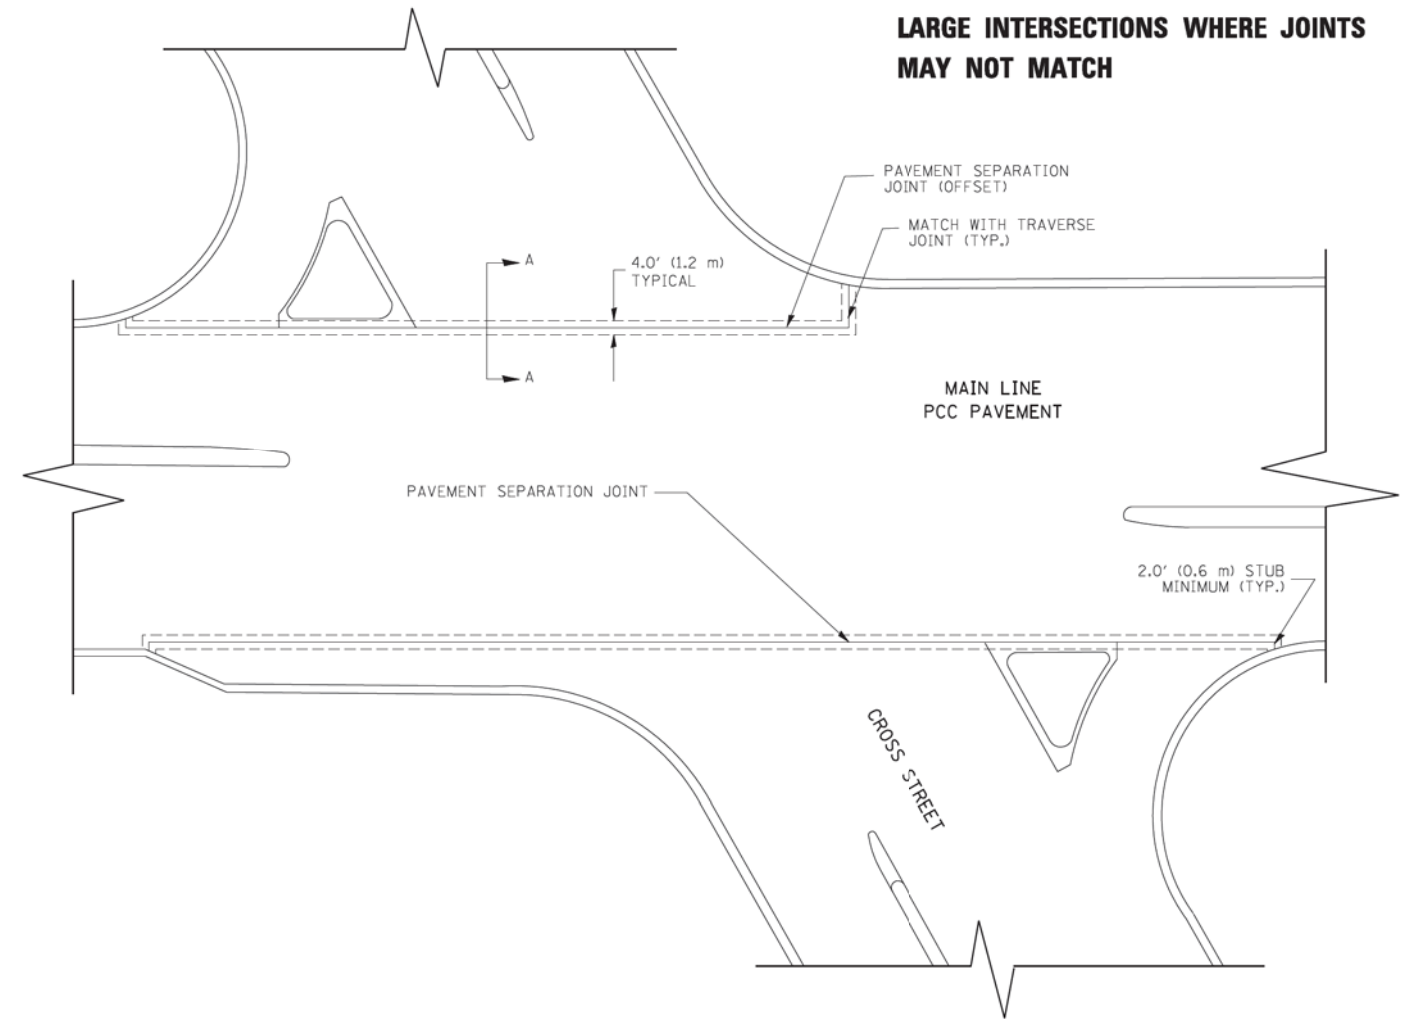 LARGE INTERSECTIONS WHERE JOINTS
MAY NOT MATCH
PAVEMENT SEPARATION
JOINT (OFFSET)
MATCH WITH TRAVERSE
JOINT (TYP.)
A
4.0' (1.2 m)
TYPICAL
A
MAIN LINE
PCC PAVEMENT
PAVEMENT SEPARATION JOINT
2.0' (0.6 m) STUB
MINIMUM (TYP.)
CROSS STREET